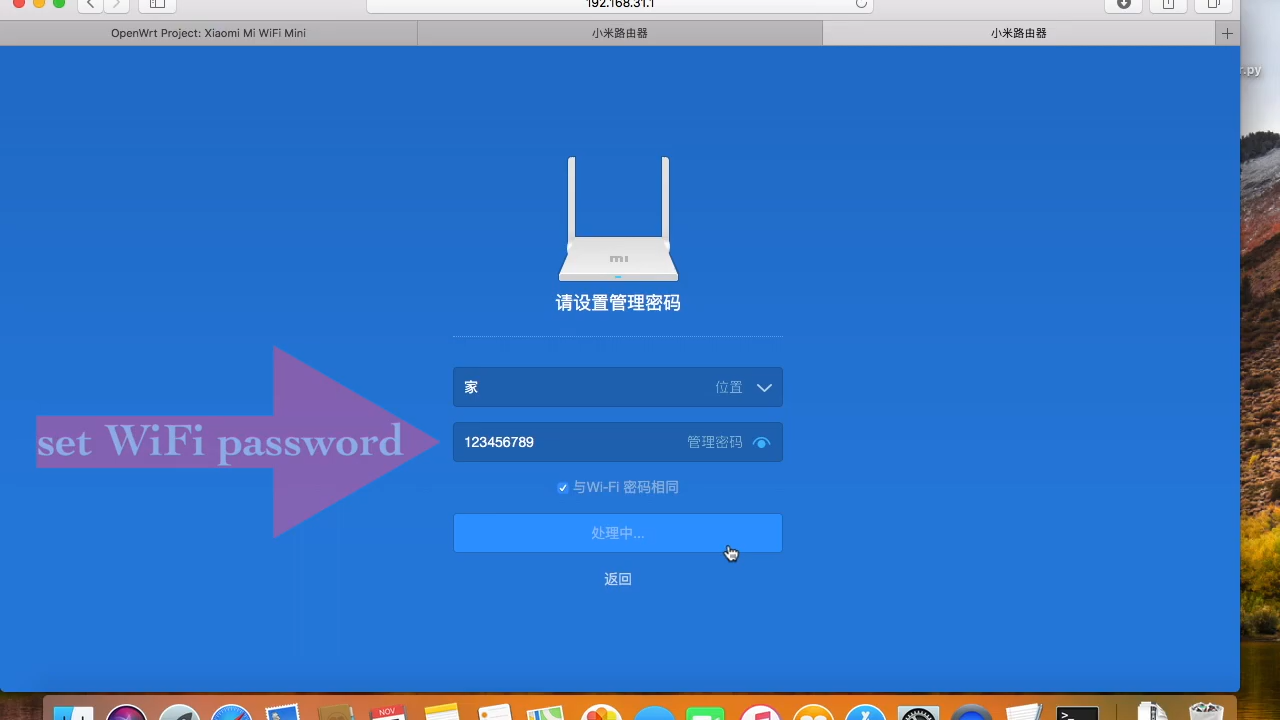 192.168.31.1
OpenWrt Project: Xiaomi Mi WiFi Mini
小米路由器
小米路由器
r.py
mi
请设置管理密码
家
位置
set WiFi password
123456789
管理密码
与Wi-Fi 密码相同
处理中...
返回
NOV